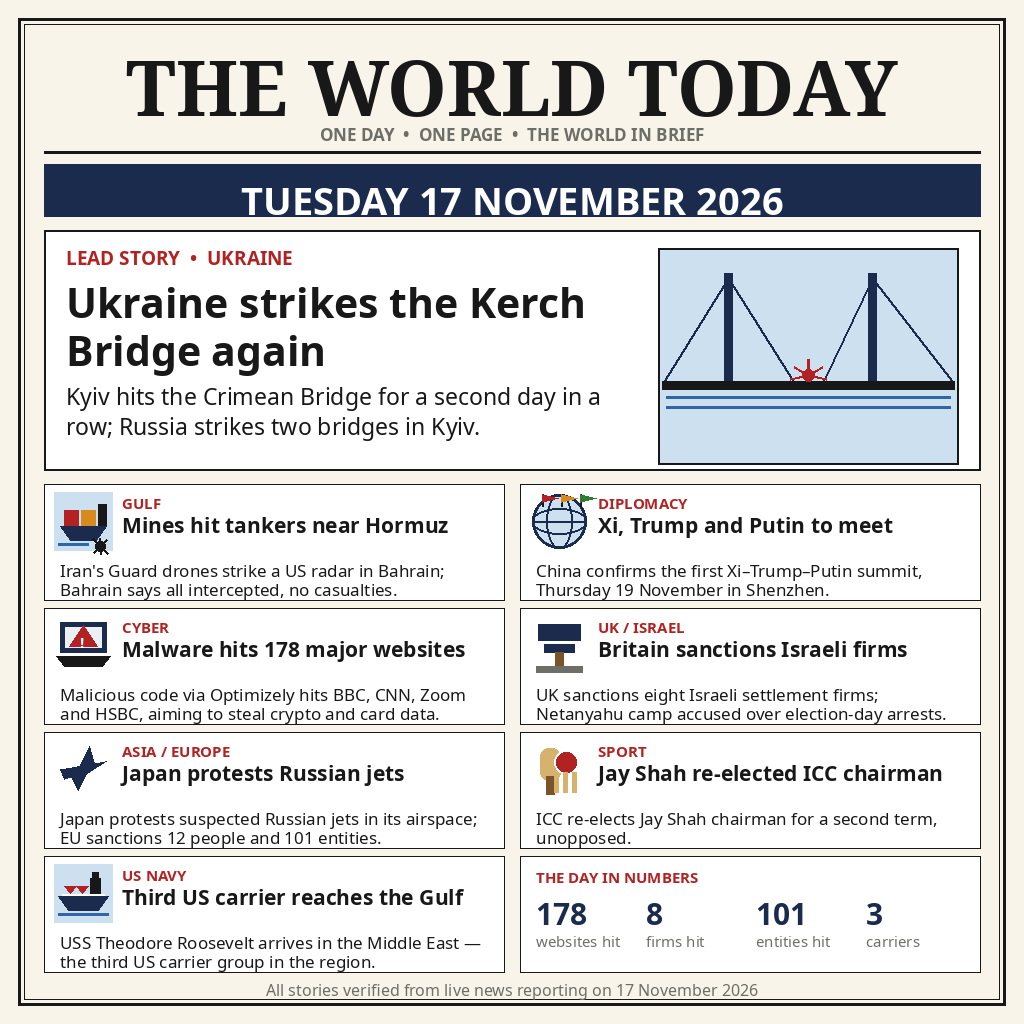 THE WORLD TODAY
ONE DAY • ONE PAGE • THE WORLD IN BRIEF
TUESDAY 17 NOVEMBER 2026
LEAD STORY • UKRAINE
Ukraine strikes the Kerch
Bridge again
Kyiv hits the Crimean Bridge for a second day in a
row; Russia strikes two bridges in Kyiv.
GULF
Mines hit tankers near Hormuz
Iran's Guard drones strike a US radar in Bahrain;
Bahrain says all intercepted, no casualties.
DIPLOMACY
Xi, Trump and Putin to meet
China confirms the first Xi–Trump–Putin summit,
Thursday 19 November in Shenzhen.
CYBER
!
Malware hits 178 major websites
Malicious code via Optimizely hits BBC, CNN, Zoom
and HSBC, aiming to steal crypto and card data.
UK / ISRAEL
Britain sanctions Israeli firms
UK sanctions eight Israeli settlement firms;
Netanyahu camp accused over election-day arrests.
ASIA / EUROPE
Japan protests Russian jets
Japan protests suspected Russian jets in its airspace;
EU sanctions 12 people and 101 entities.
SPORT
Jay Shah re-elected ICC chairman
ICC re-elects Jay Shah chairman for a second term,
unopposed.
US NAVY
Third US carrier reaches the Gulf
USS Theodore Roosevelt arrives in the Middle East —
the third US carrier group in the region.
THE DAY IN NUMBERS
178 8 101 3
websites hit firms hit entities hit carriers
All stories verified from live news reporting on 17 November 2026